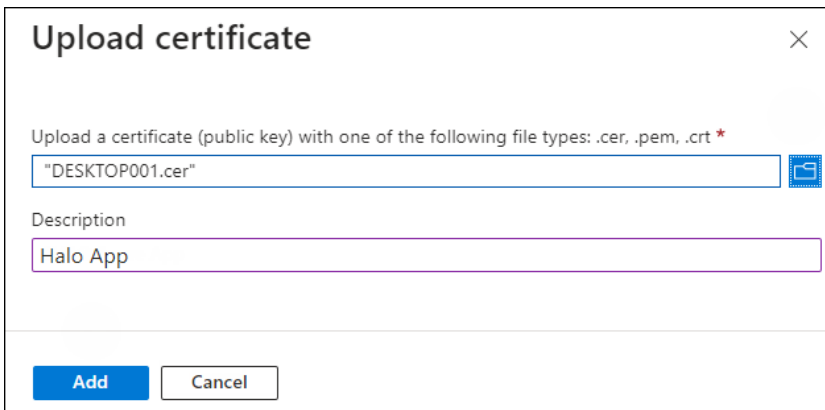 Upload certificate
Upload a certificate (public key) with one of the following file types: .cer, .pem, .crt *
"DESKTOP001.cer"
Description
Halo App
Add
Cancel